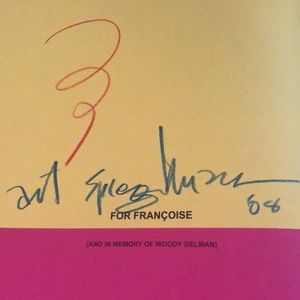 art spiegelman 08
FOR FRANÇOISE
(AND IN MEMORY OF WOODY GELMAN)